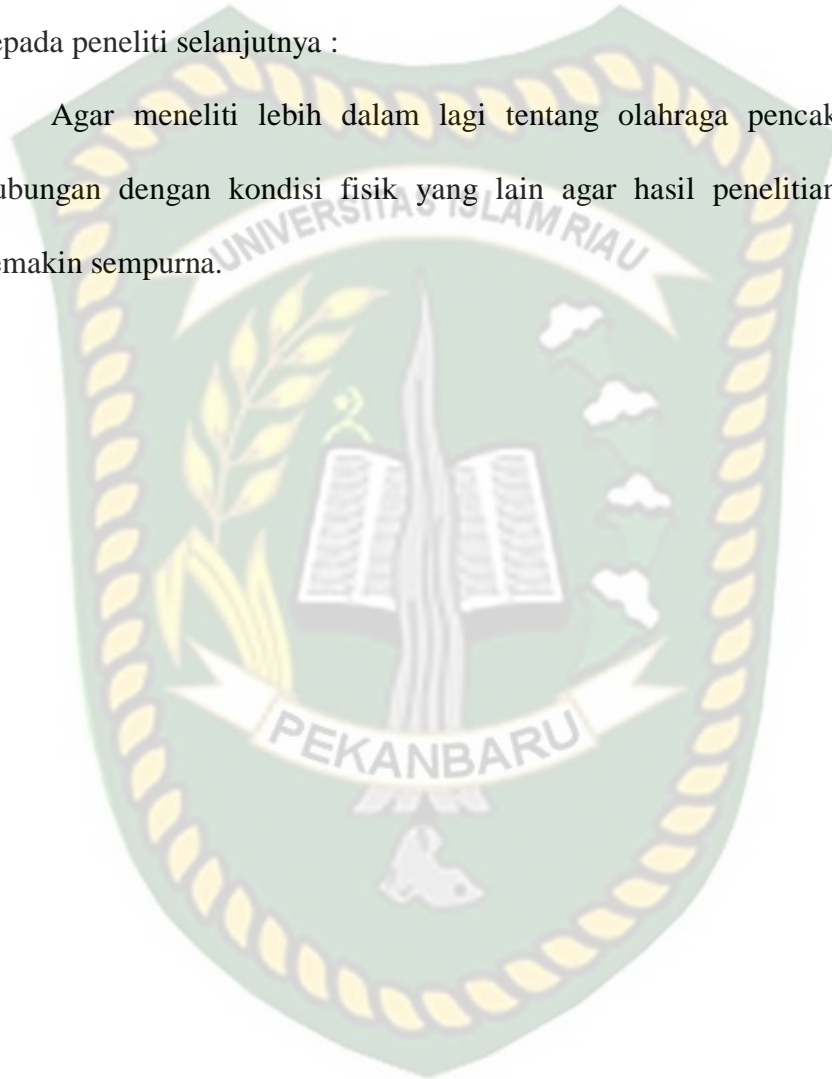 epada peneliti selanjutnya :
Agar meneliti lebih dalam lagi tentang olahraga pencak
ubungan dengan kondisi fisik yang lain agar hasil penelitian
emakin sempurna.
UNIVERSITAS ISLAM RIAU
PEKANBARU